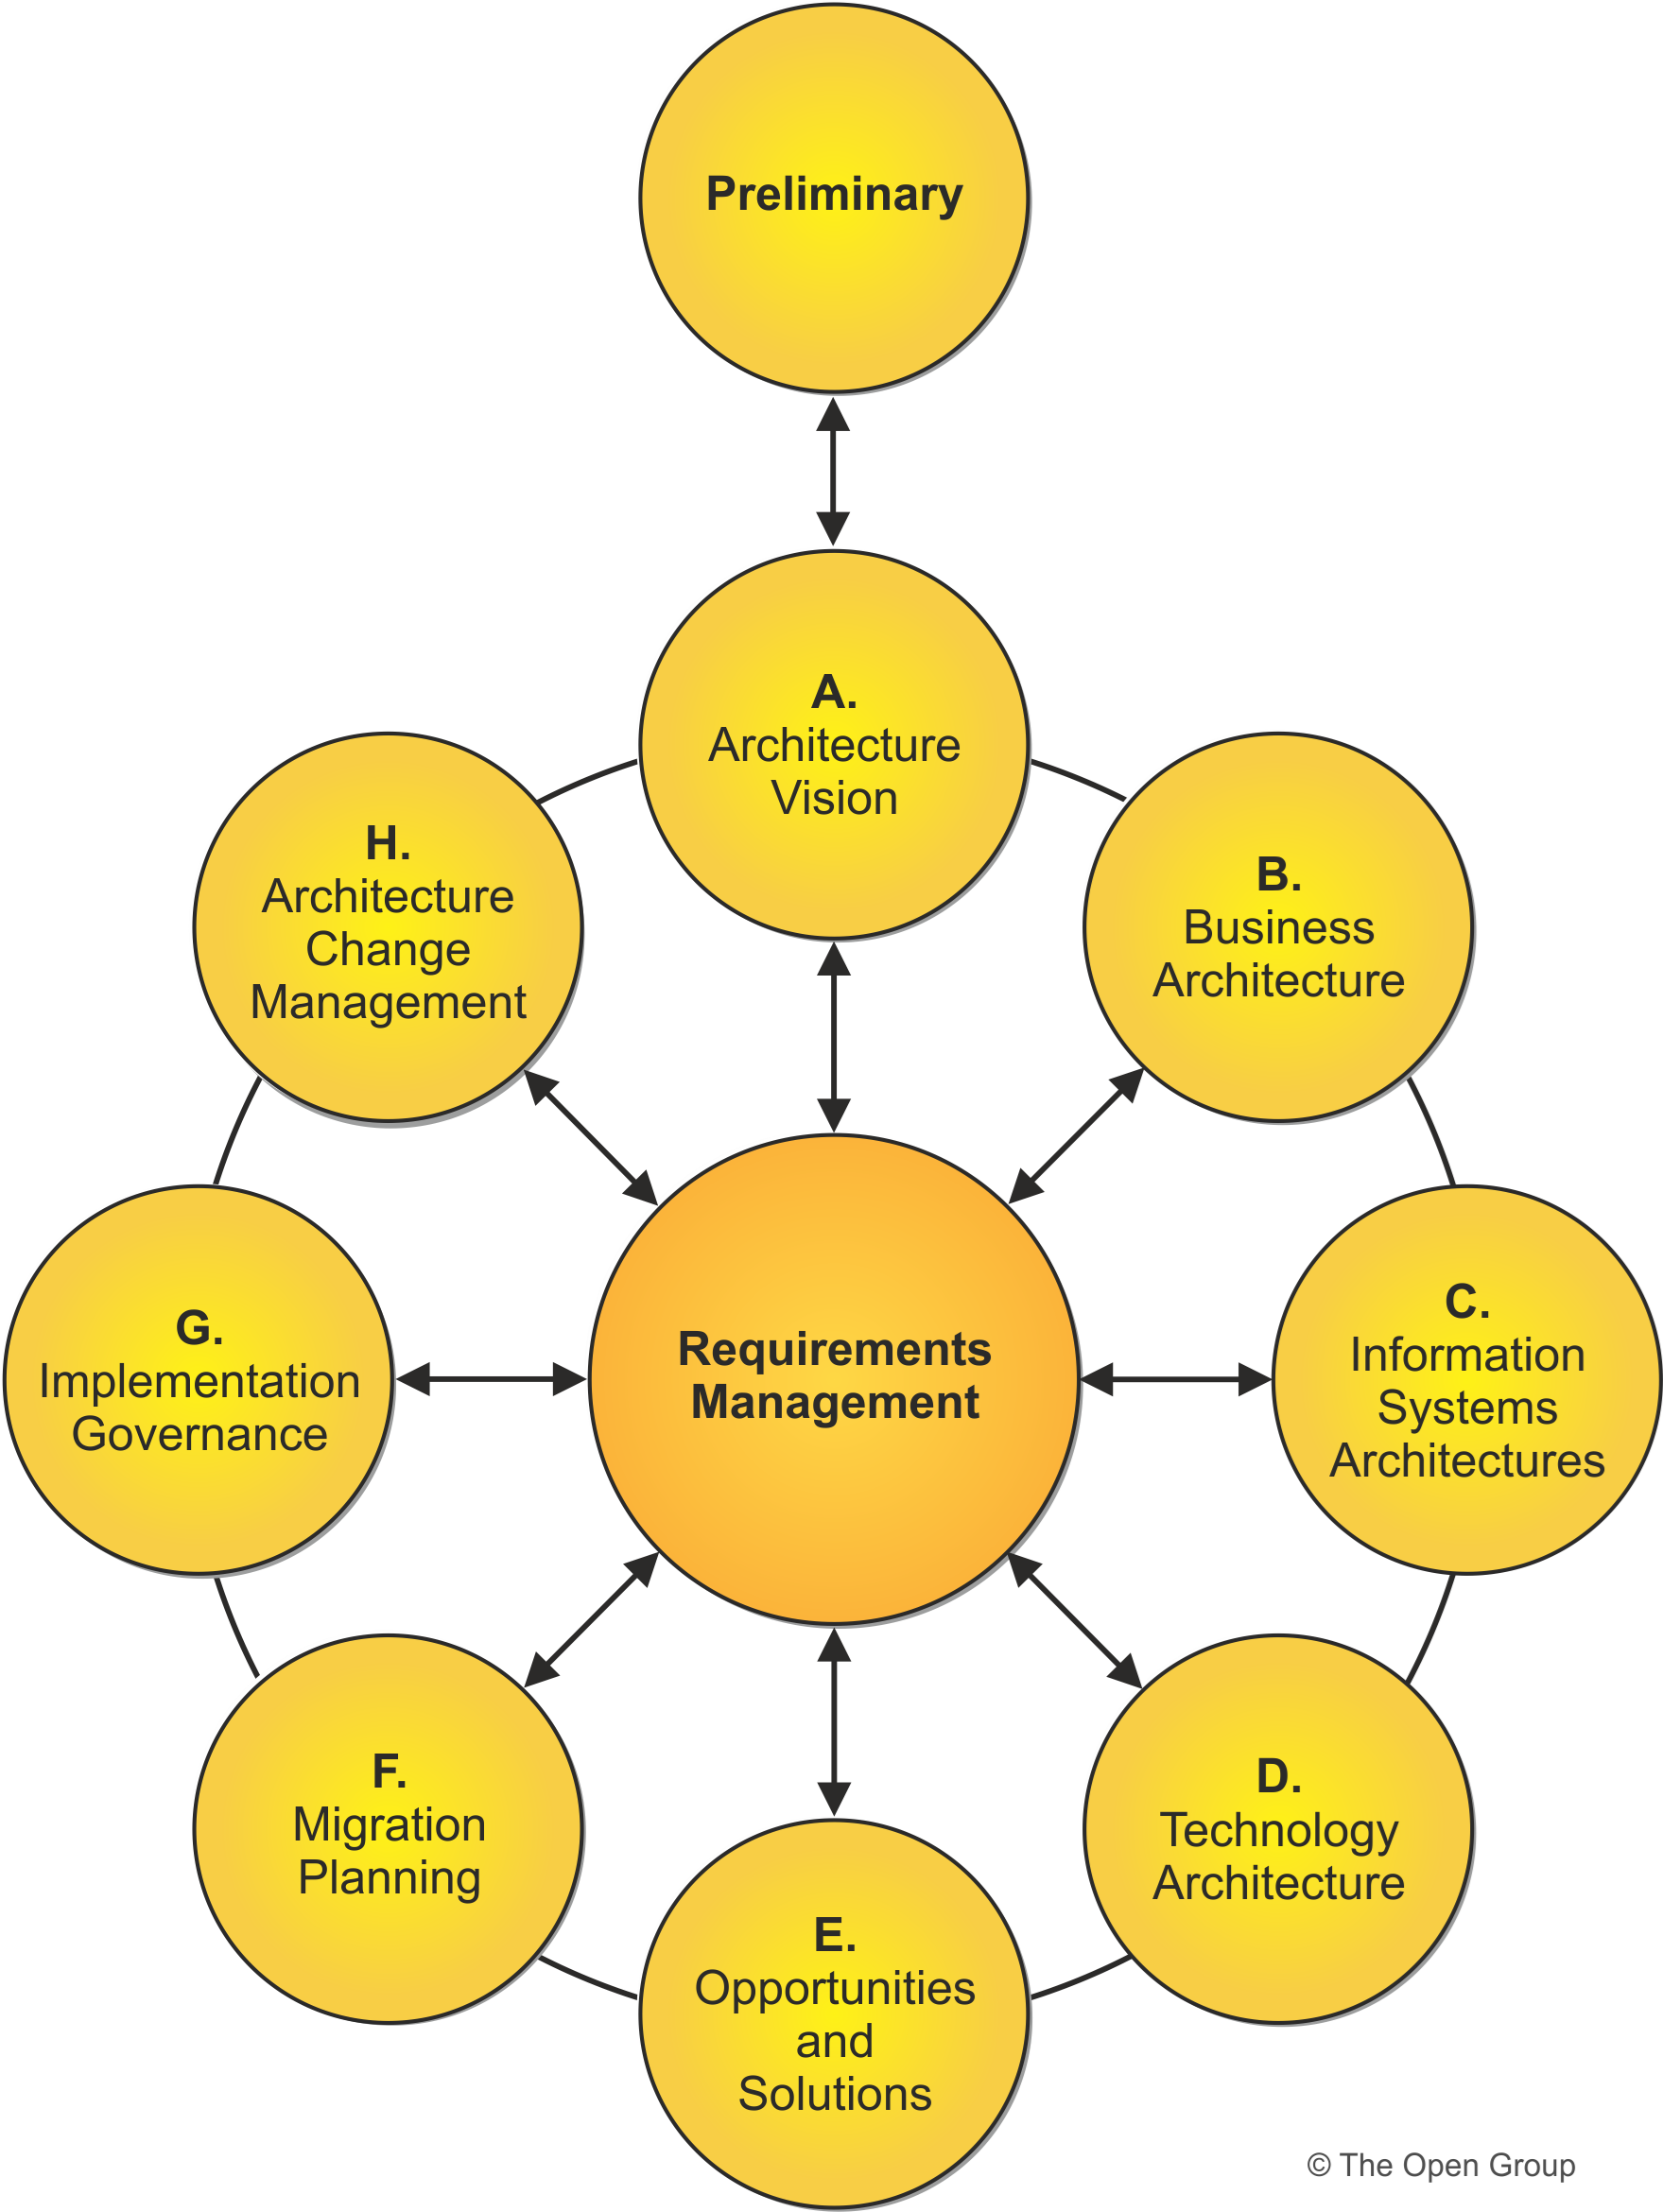 Preliminary
A.
Architecture
Vision
B.
Business
Architecture
C.
Information
Systems
Architectures
D.
Technology
Architecture
E.
Opportunities
and
Solutions
F.
Migration
Planning
G.
Implementation
Governance
H.
Architecture
Change
Management
Requirements
Management
© The Open Group